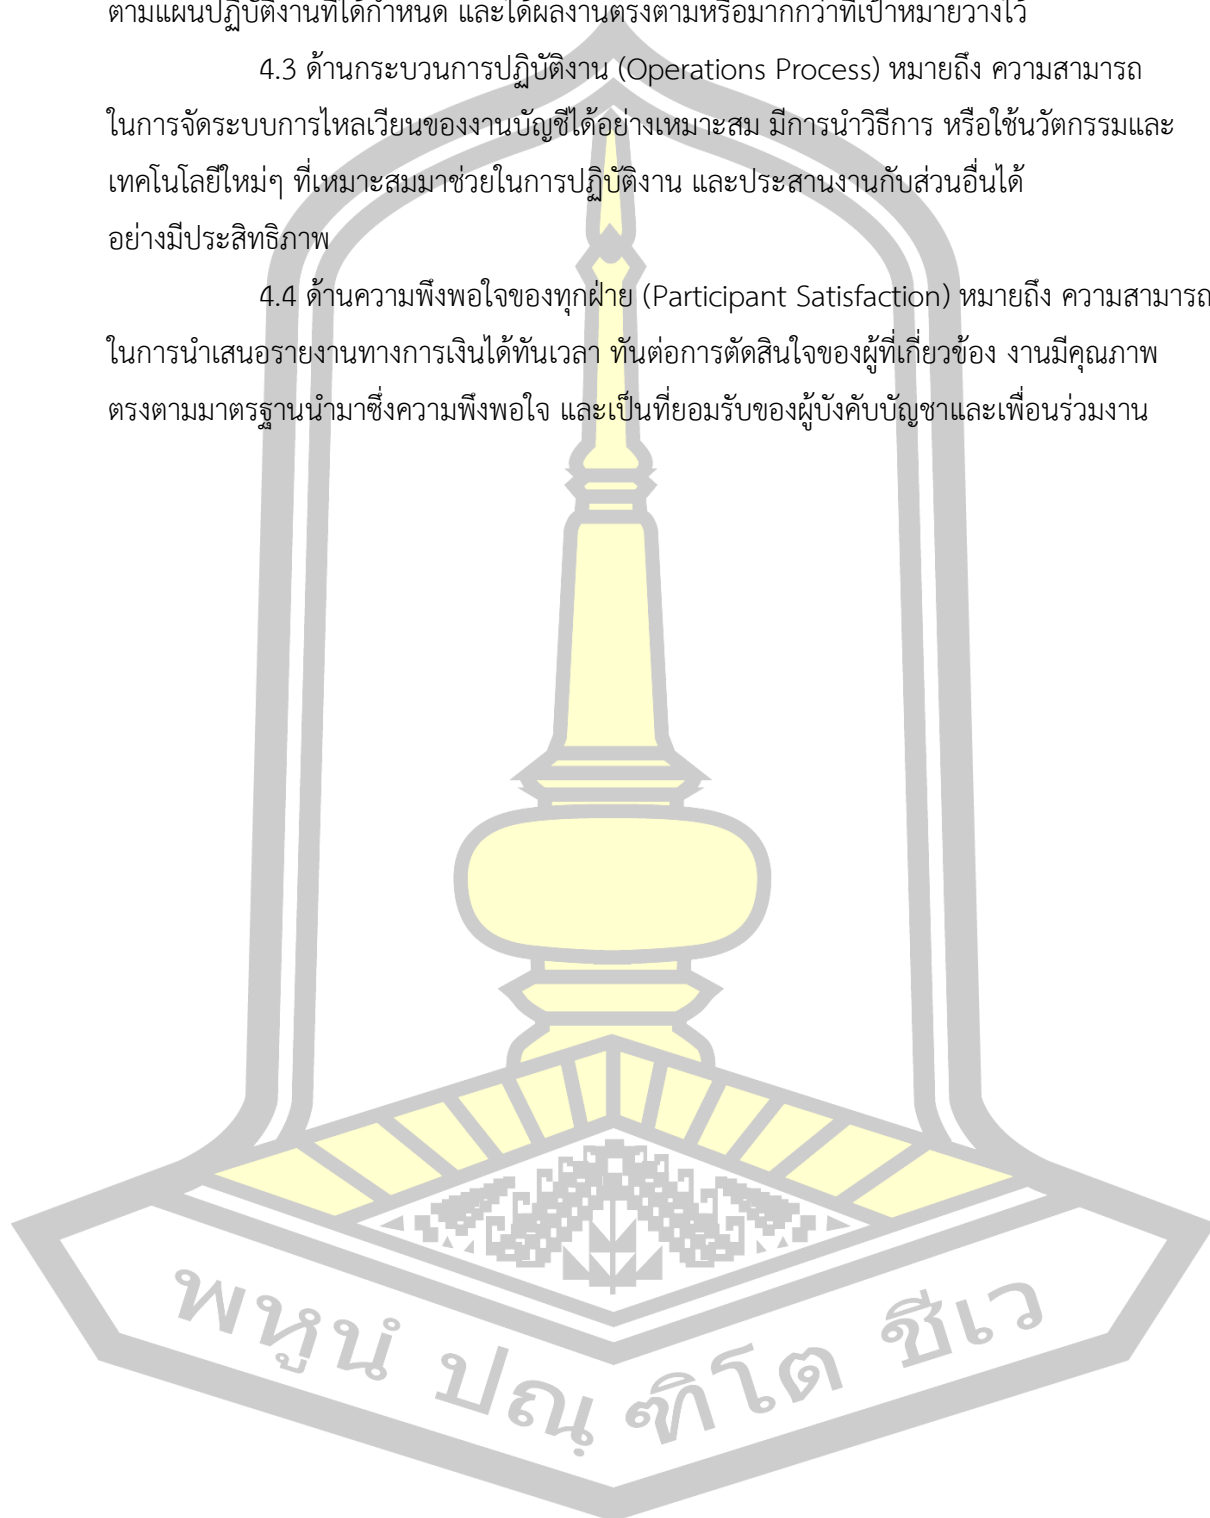 ตามแผนปฏิบัติงานที่ได้กำหนด และได้ผลงานตรงตามหรือมากกว่าที่เป้าหมายวางไว้
4.3 ด้านกระบวนการปฏิบัติงาน (Operations Process) หมายถึง ความสามารถ
ในการจัดระบบการไหลเวียนของงานบัญชีได้อย่างเหมาะสม มีการนำวิธีการ หรือใช้นวัตกรรมและ
เทคโนโลยีใหม่ๆ ที่เหมาะสมมาช่วยในการปฏิบัติงาน และประสานงานกับส่วนอื่นได้
อย่างมีประสิทธิภาพ
4.4 ด้านความพึงพอใจของทุกฝ่าย (Participant Satisfaction) หมายถึง ความสามารถ
ในการนำเสนอรายงานทางการเงินได้ทันเวลา ทันต่อการตัดสินใจของผู้ที่เกี่ยวข้อง งานมีคุณภาพ
ตรงตามมาตรฐานนำมาซึ่งความพึงพอใจ และเป็นที่ยอมรับของผู้บังคับบัญชาและเพื่อนร่วมงาน
พหูนํ ปณฺฑิโต ชีเว